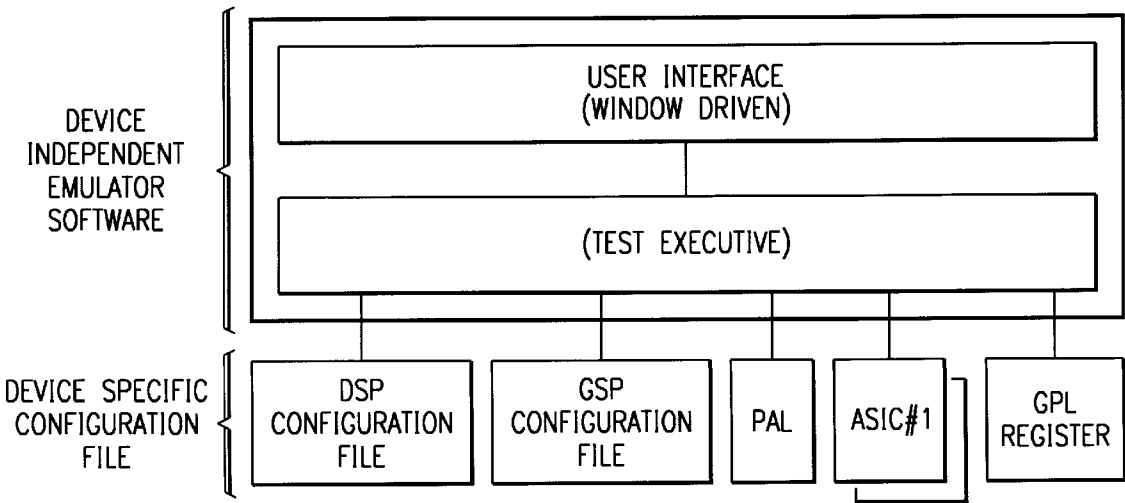 DEVICE
INDEPENDENT
EMULATOR
SOFTWARE
USER INTERFACE
(WINDOW DRIVEN)
(TEST EXECUTIVE)
DEVICE SPECIFIC
CONFIGURATION
FILE
DSP
CONFIGURATION
FILE
GSP
CONFIGURATION
FILE
PAL
ASIC#1
GPL
REGISTER